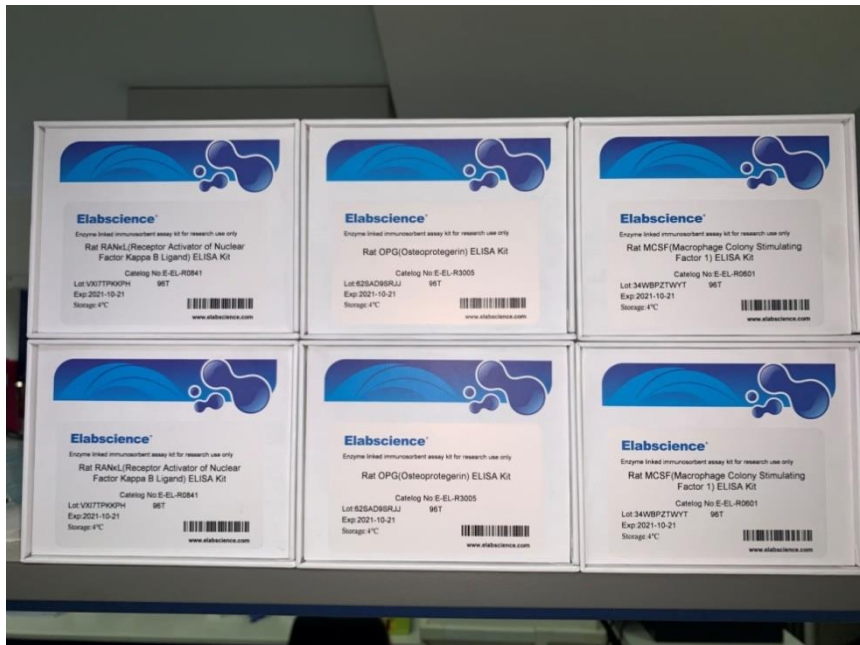 Elabscience®
Enzyme linked immunosorbent assay kit for research use only
Rat RANκL(Receptor Activator of Nuclear
Factor Kappa B Ligand) ELISA Kit
Catelog No:E-EL-R0841
Lot:VXI7TPKKPH 96T
Exp:2021-10-21
Storage:4°C
www.elabscience.com
Elabscience®
Enzyme linked immunosorbent assay kit for research use only
Rat OPG(Osteoprotegerin) ELISA Kit
Catelog No:E-EL-R3005
Lot:62SAD9SRJJ 96T
Exp:2021-10-21
Storage:4°C
www.elabscience.com
Elabscience®
Enzyme linked immunosorbent assay kit for research use only
Rat MCSF(Macrophage Colony Stimulating
Factor 1) ELISA Kit
Catelog No:E-EL-R0601
Lot:34WBPZTWYT 96T
Exp:2021-10-21
Storage:4°C
www.elabscience.com
Elabscience®
Enzyme linked immunosorbent assay kit for research use only
Rat RANκL(Receptor Activator of Nuclear
Factor Kappa B Ligand) ELISA Kit
Catelog No:E-EL-R0841
Lot:VXI7TPKKPH 96T
Exp:2021-10-21
Storage:4°C
www.elabscience.com
Elabscience®
Enzyme linked immunosorbent assay kit for research use only
Rat OPG(Osteoprotegerin) ELISA Kit
Catelog No:E-EL-R3005
Lot:62SAD9SRJJ 96T
Exp:2021-10-21
Storage:4°C
www.elabscience.com
Elabscience®
Enzyme linked immunosorbent assay kit for research use only
Rat MCSF(Macrophage Colony Stimulating
Factor 1) ELISA Kit
Catelog No:E-EL-R0601
Lot:34WBPZTWYT 96T
Exp:2021-10-21
Storage:4°C
www.elabscience.com